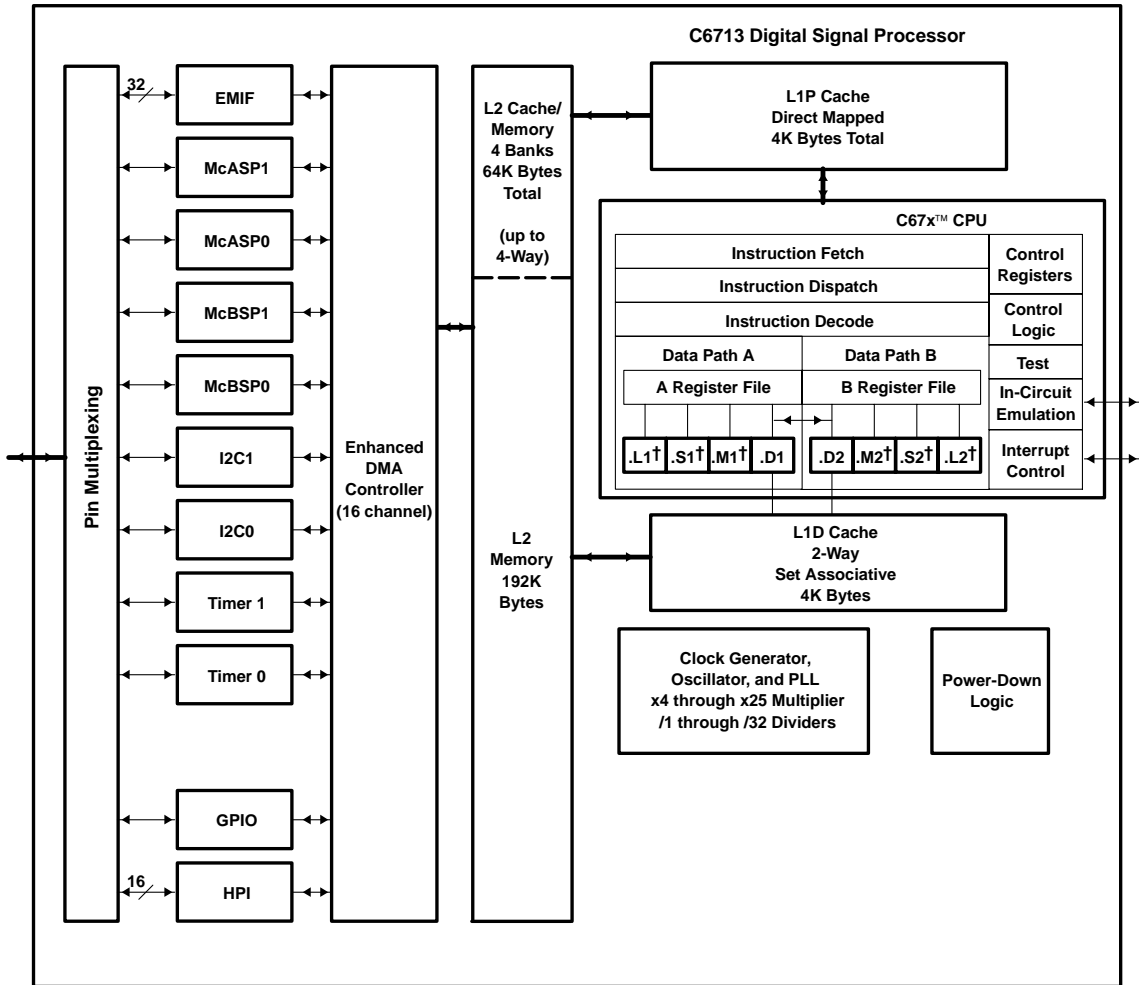 C6713 Digital Signal Processor
Pin Multiplexing
32
EMIF
McASP1
McASP0
McBSP1
McBSP0
I2C1
I2C0
Timer 1
Timer 0
GPIO
16
HPI
Enhanced
DMA
Controller
(16 channel)
L2 Cache/
Memory
4 Banks
64K Bytes
Total
(up to
4-Way)
L2
Memory
192K
Bytes
L1P Cache
Direct Mapped
4K Bytes Total
C67x™ CPU
Instruction Fetch
Instruction Dispatch
Instruction Decode
Data Path A
Data Path B
A Register File
B Register File
.L1†
.S1†
.M1†
.D1
.D2
.M2†
.S2†
.L2†
Control
Registers
Control
Logic
Test
In-Circuit
Emulation
Interrupt
Control
L1D Cache
2-Way
Set Associative
4K Bytes
Clock Generator,
Oscillator, and PLL
x4 through x25 Multiplier
/1 through /32 Dividers
Power-Down
Logic